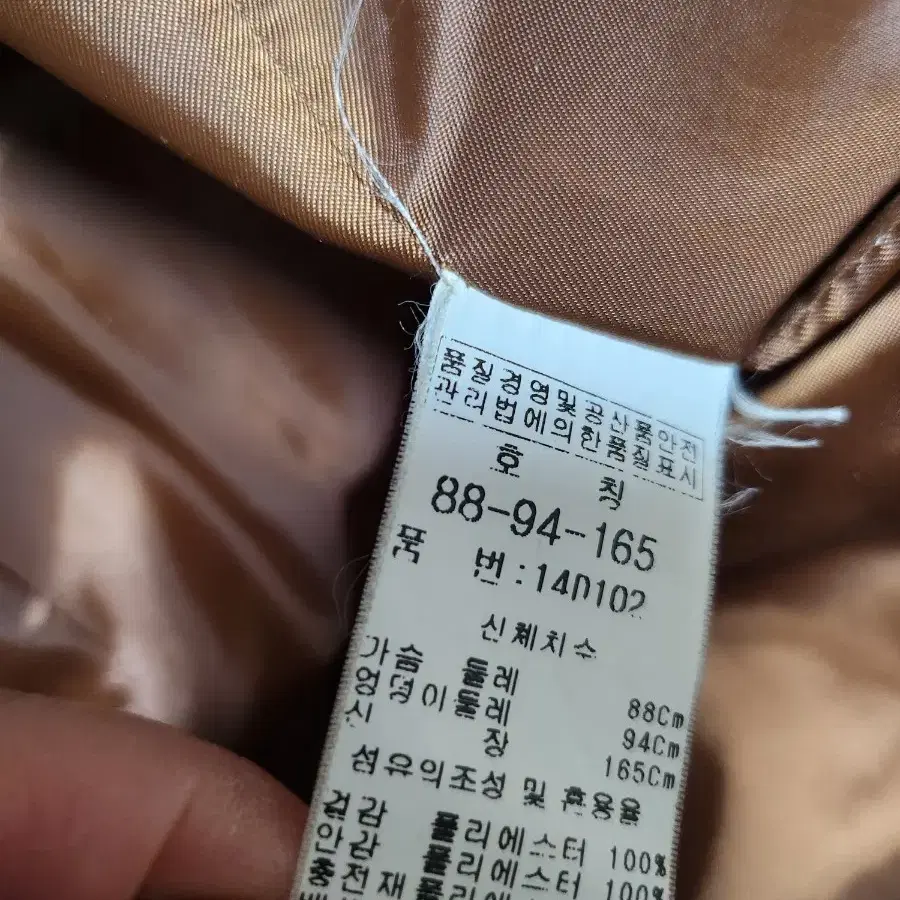 품질경영및공산품안전
관리법에의한품질표시
호 칭
88-94-165
품 번:140102
신체치수
가슴 둘레 88Cm
엉덩이둘레 94Cm
신 장 165Cm
섬유의조성 및 혼용율
겉감 폴리에스터 100%
안감 폴리에스터 100%
충전재 폴리에